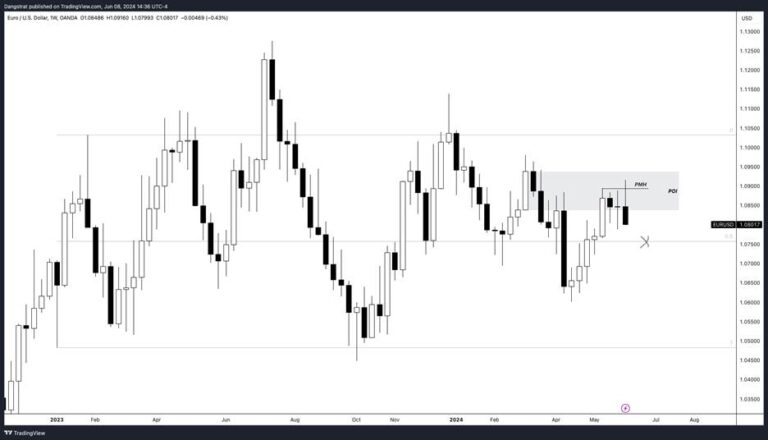 Dangstrat published on TradingView.com, Jun 08, 2024 14:36 UTC-4
Euro / U.S. Dollar, 1W, OANDA O1.08486 H1.09160 L1.07993 C1.08017 −0.00469 (−0.43%)
USD
1.13000
1.12500
1.12000
1.11500
1.11000
1.10500
0
1.10000
1.09500
1.09000
PMH
POI
1.08500
EURUSD 1.08017
1.07500
0.5
1.07000
1.06500
1.06000
1.05500
1.05000
1
1.04500
1.04000
1.03500
2023 Feb Apr Jun Aug Oct Nov 2024 Feb Apr May Jul Aug
TradingView